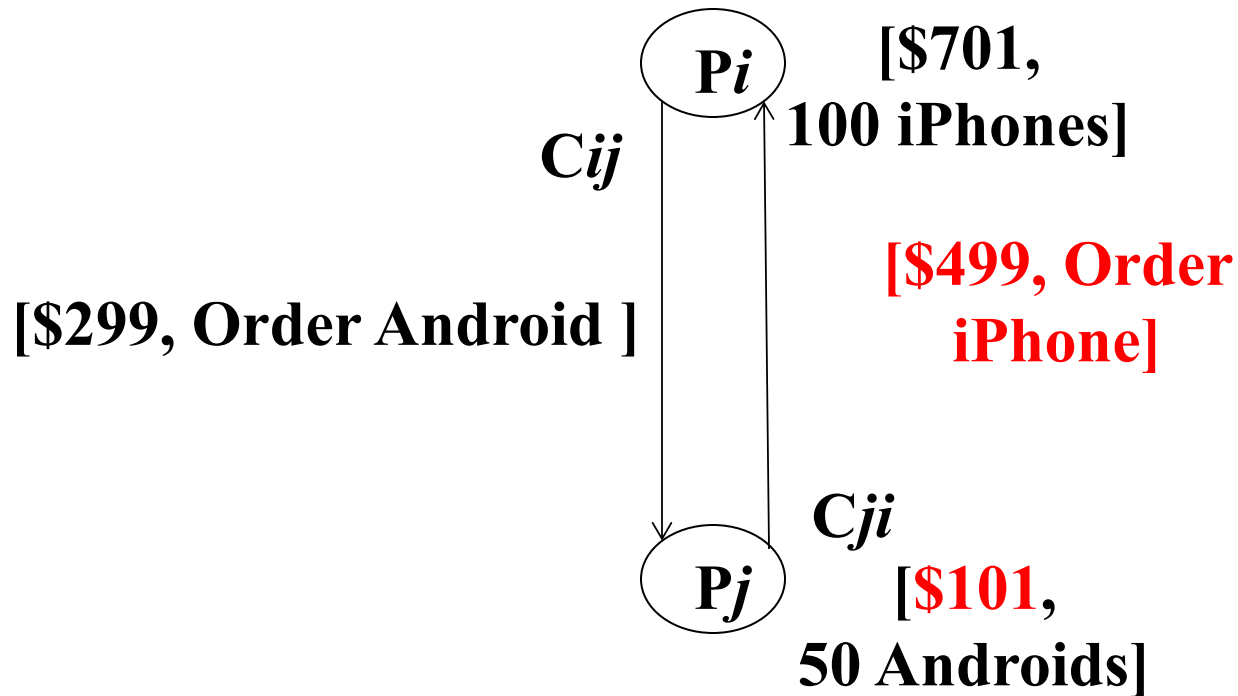 Pi
[$701,
100 iPhones]
Cij
[$499, Order
iPhone]
[$299, Order Android ]
Cji
Pj
[$101,
50 Androids]